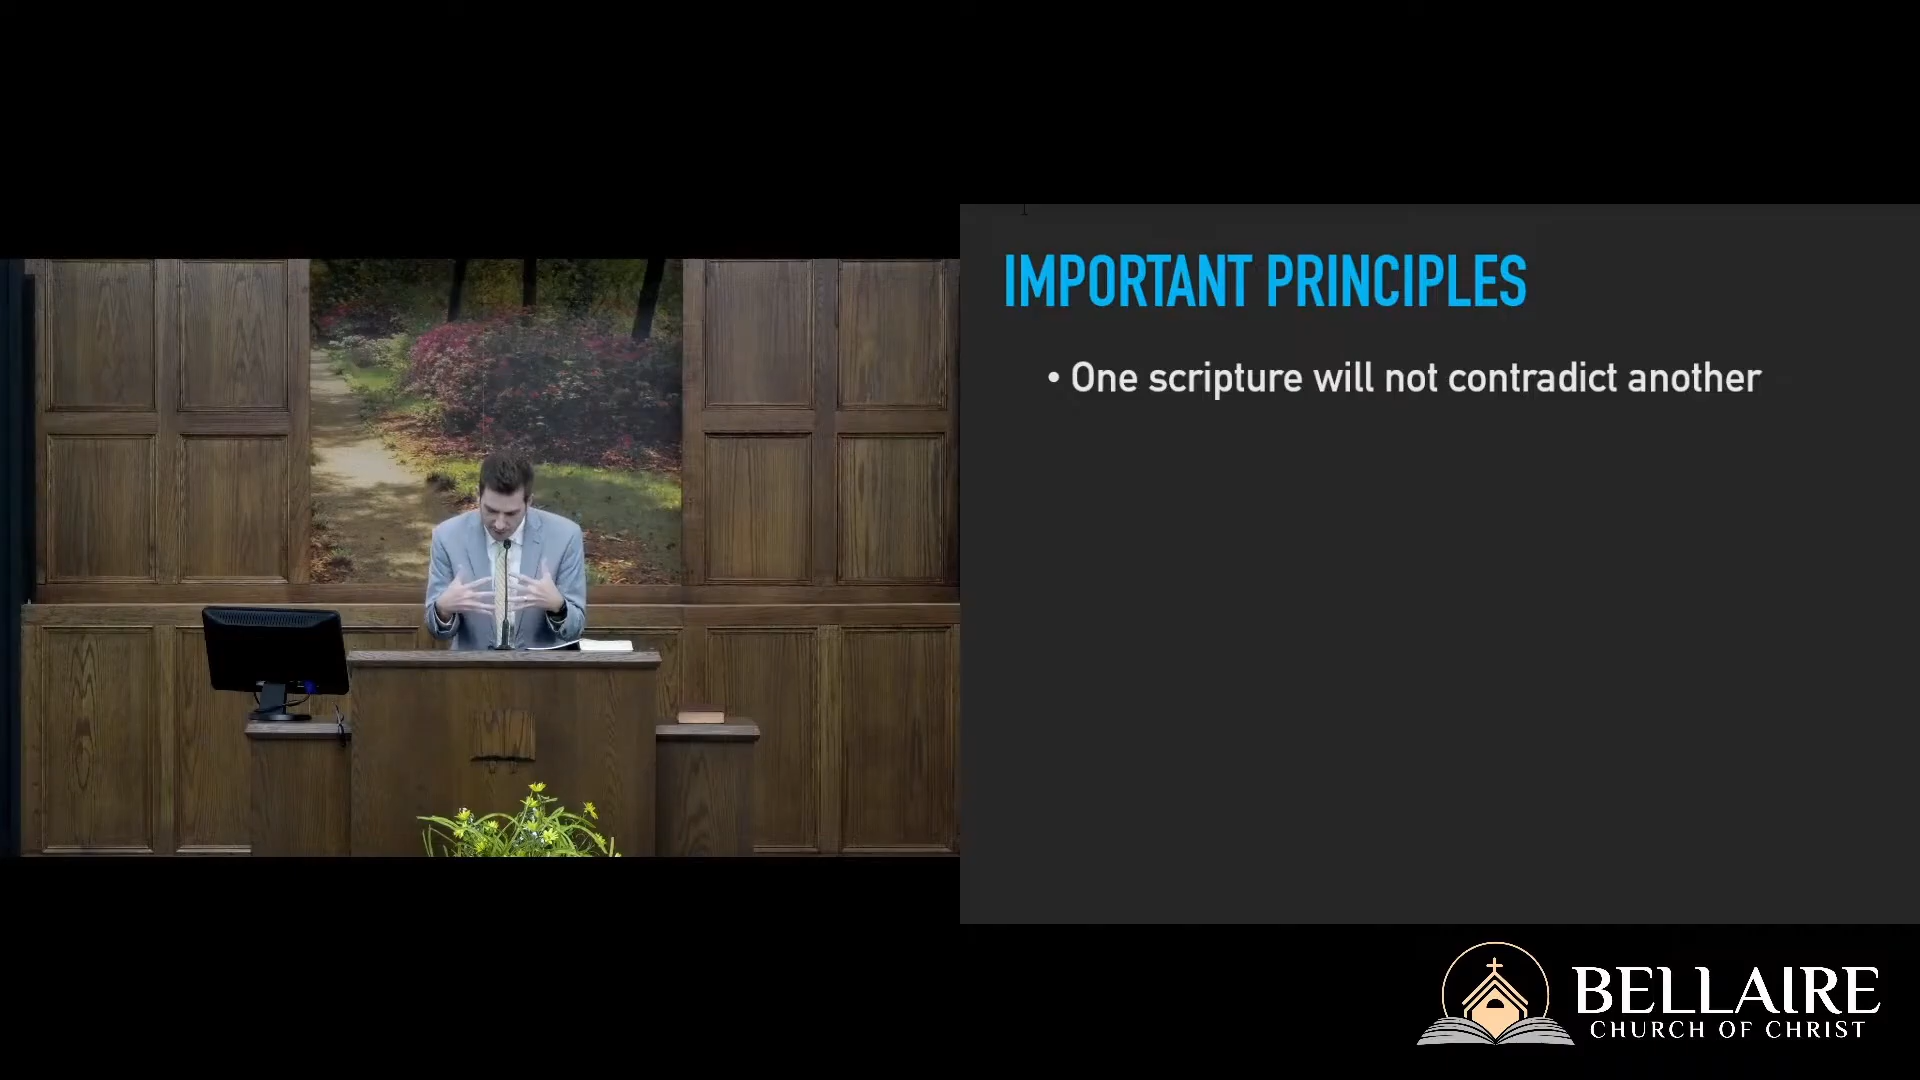 IMPORTANT PRINCIPLES
• One scripture will not contradict another
BELLAIRE
CHURCH OF CHRIST